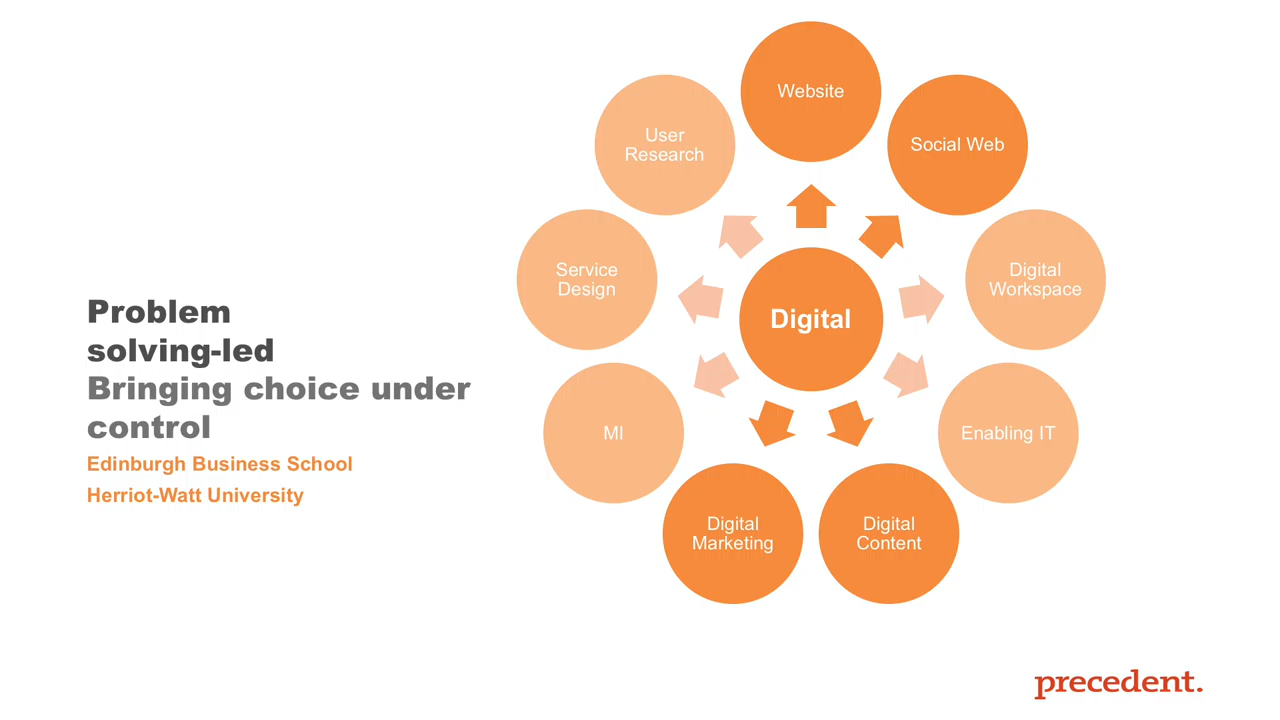 Problem
solving-led
Bringing choice under
control
Edinburgh Business School
Herriot-Watt University
Website
Social Web
Digital
Workspace
Enabling IT
Digital
Content
Digital
Marketing
MI
Service
Design
User
Research
Digital
precedent.